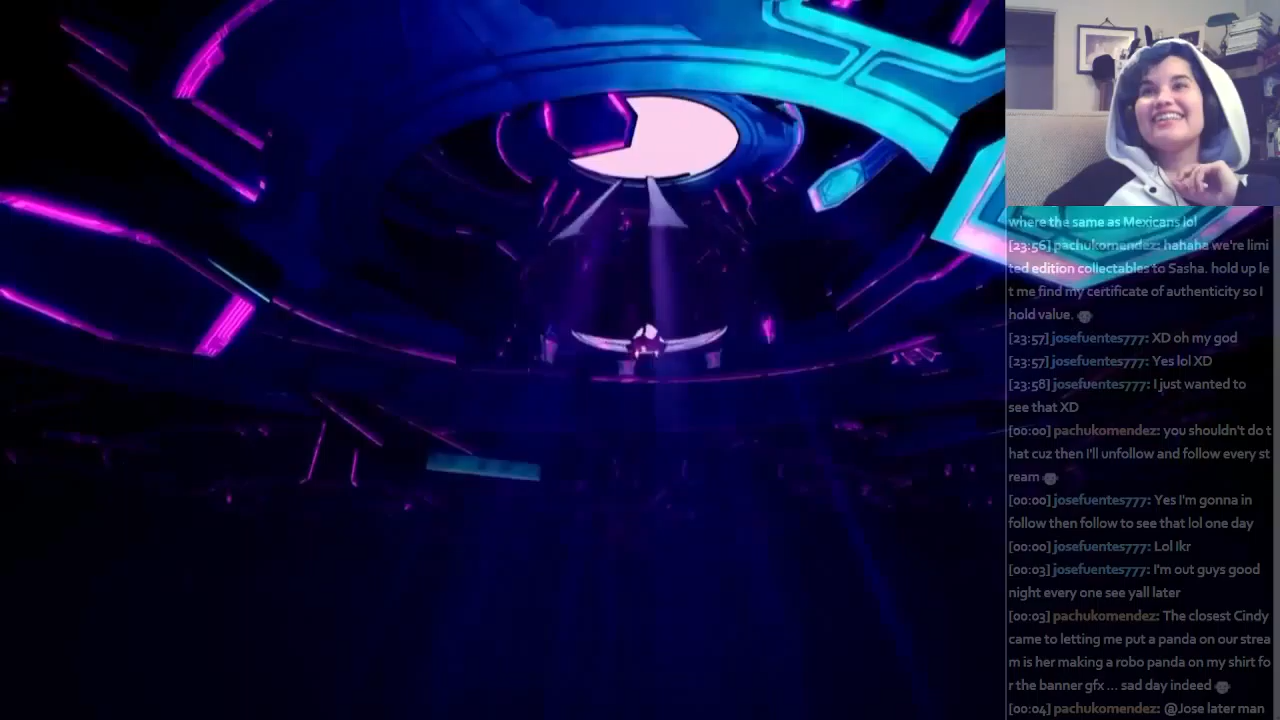 where the same as Mexicans lol
[23:56] pachukomendez: hahaha we're limi
ted edition collectables to Sasha. hold up le
t me find my certificate of authenticity so I
hold value.
[23:57] josefuentes777: XD oh my god
[23:57] josefuentes777: Yes lol XD
[23:58] josefuentes777: I just wanted to
see that XD
[00:00] pachukomendez: you shouldn't do t
hat cuz then I'll unfollow and follow every st
ream
[00:00] josefuentes777: Yes I'm gonna in
follow then follow to see that lol one day
[00:00] josefuentes777: Lol Ikr
[00:03] josefuentes777: I'm out guys good
night every one see yall later
[00:03] pachukomendez: The closest Cindy
came to letting me put a panda on our strea
m is her making a robo panda on my shirt fo
r the banner gfx ... sad day indeed
[00:04] pachukomendez: @Jose later man